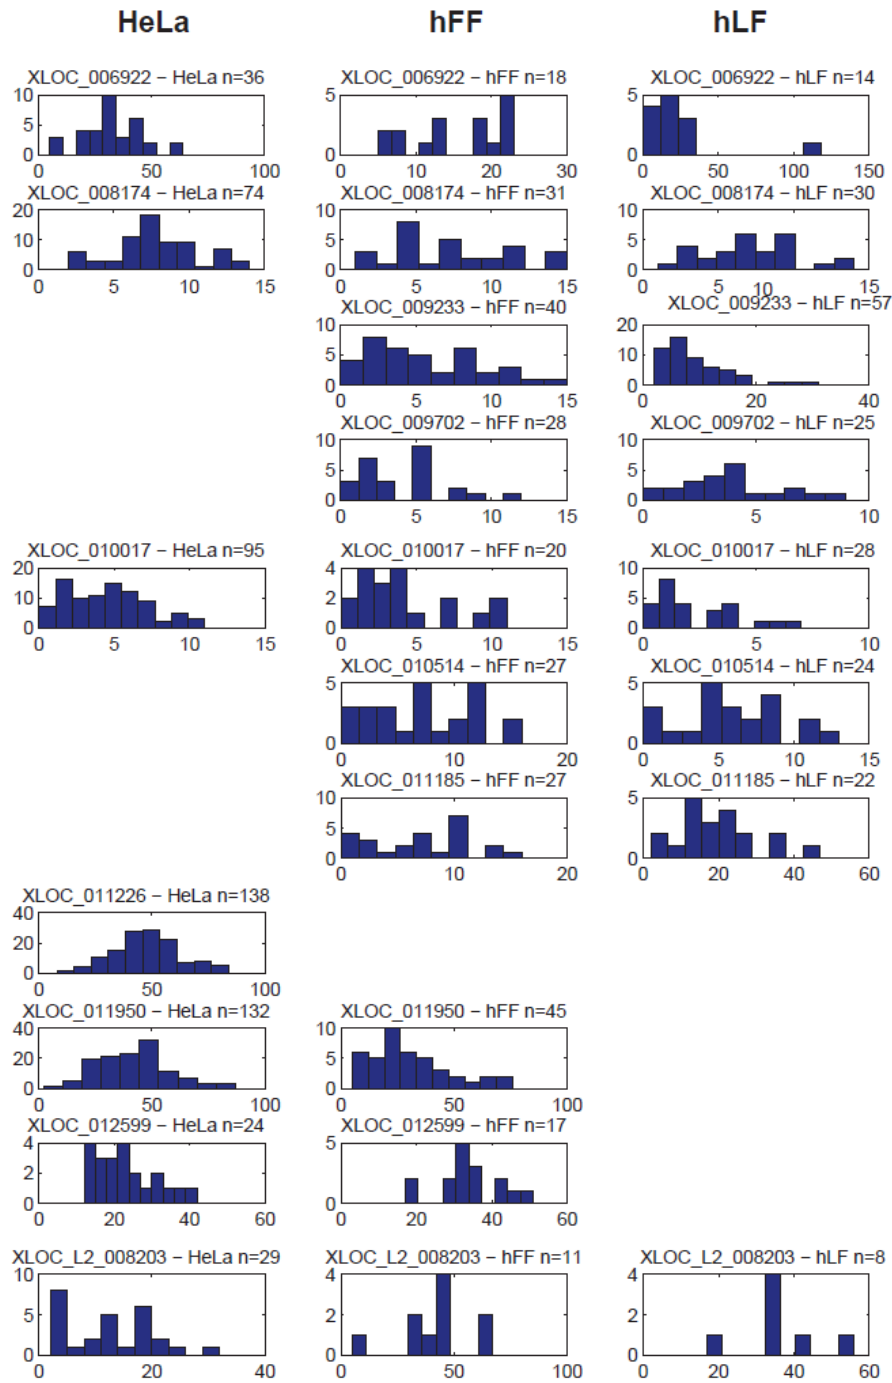 HeLa hFF hLF
XLOC_006922 – HeLa n=36 XLOC_006922 – hFF n=18 XLOC_006922 – hLF n=14
10 5 5
5
0 0 0
0 50 100 0 10 20 30 0 50 100 150
XLOC_008174 – HeLa n=74 XLOC_008174 – hFF n=31 XLOC_008174 – hLF n=30
20 10 10
10 5 5
0 0 0
0 5 10 15 0 5 10 15 0 5 10 15
XLOC_009233 – hFF n=40 XLOC_009233 – hLF n=57
10 20
5 10
0 0
0 5 10 15 0 20 40
XLOC_009702 – hFF n=28 XLOC_009702 – hLF n=25
10 10
5 5
0 0
0 5 10 15 0 5 10
XLOC_010017 – HeLa n=95 XLOC_010017 – hFF n=20 XLOC_010017 – hLF n=28
20 4 10
10 2 5
0 0 0
0 5 10 15 0 5 10 15 0 5 10
XLOC_010514 – hFF n=27 XLOC_010514 – hLF n=24
5 5
0 0
0 10 20 0 5 10 15
XLOC_011185 – hFF n=27 XLOC_011185 – hLF n=22
10 5
5
0 0
0 10 20 0 20 40 60
XLOC_011226 – HeLa n=138
40
20
0
0 50 100
XLOC_011950 – HeLa n=132 XLOC_011950 – hFF n=45
40 10
20 5
0 0
0 50 100 0 50 100
XLOC_012599 – HeLa n=24 XLOC_012599 – hFF n=17
4 5
2
0 0
0 20 40 60 0 20 40 60
XLOC_L2_008203 – HeLa n=29 XLOC_L2_008203 – hFF n=11 XLOC_L2_008203 – hLF n=8
10 4 4
5 2 2
0 0 0
0 20 40 0 50 100 0 20 40 60